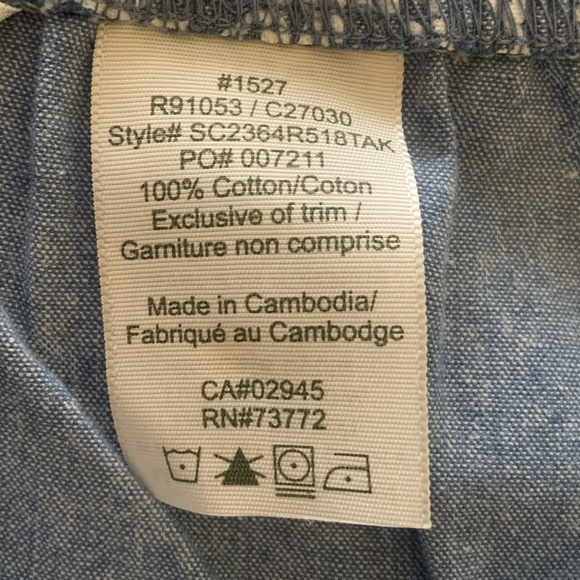 #1527
R91053 / C27030
Style# SC2364R518TAK
PO# 007211
100% Cotton/Coton
Exclusive of trim /
Garniture non comprise
Made in Cambodia/
Fabriqué au Cambodge
CA#02945
RN#73772